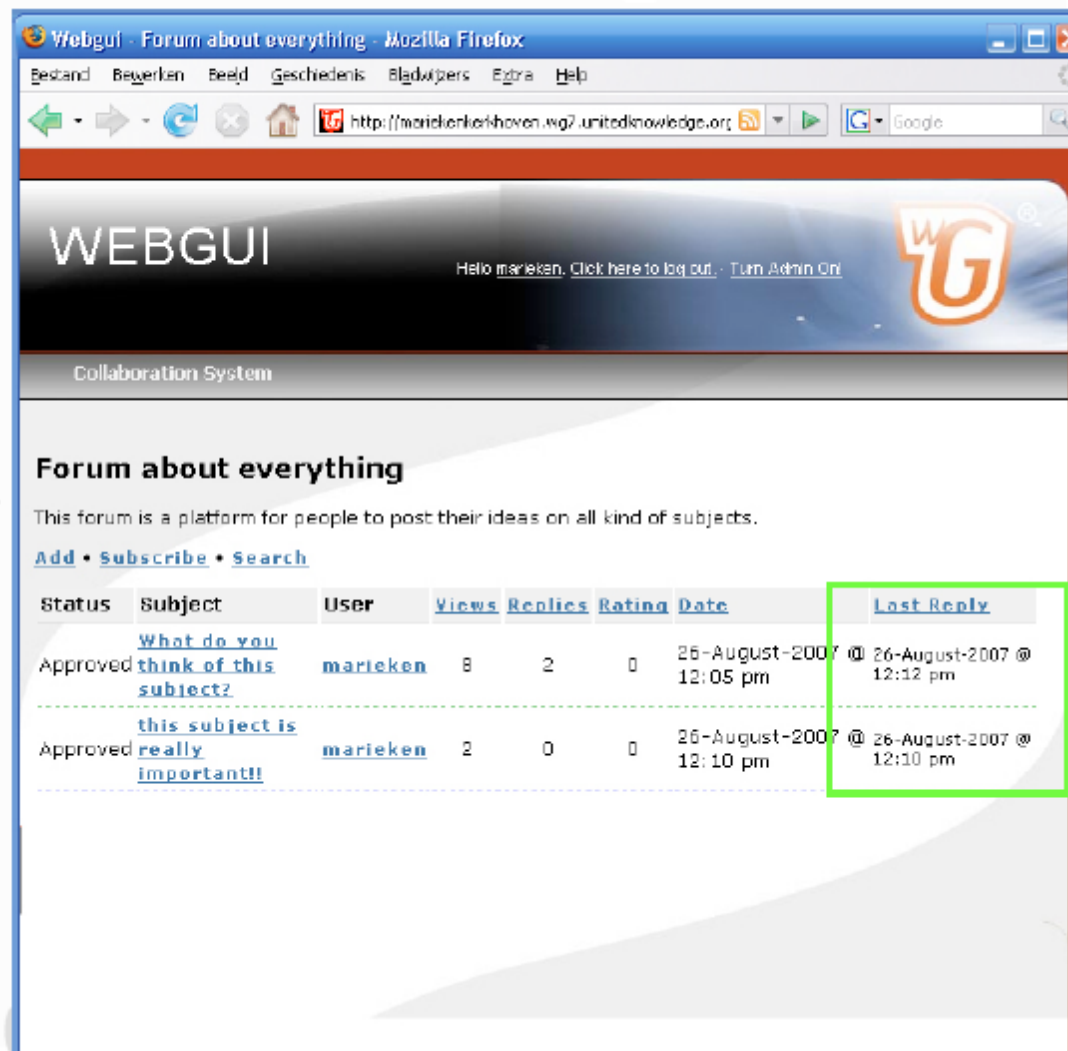 Webgui - Forum about everything - Mozilla Firefox
Bestand Bewerken Beeld Geschiedenis Bladwijzers Extra Help
http://mariekenkerkhoven.wg7.unitedknowledge.org
Google
WEBGUI
Hello marieken. Click here to log out. · Turn Admin On!
WG
Collaboration System
Forum about everything
This forum is a platform for people to post their ideas on all kind of subjects.
Add • Subscribe • Search
Status Subject User Views Replies Rating Date Last Reply
What do you
Approved think of this marieken 8 2 0 26-August-2007 @ 12:05 pm 26-August-2007 @ 12:12 pm
subject?
this subject is
Approved really marieken 2 0 0 26-August-2007 @ 12:10 pm 26-August-2007 @ 12:10 pm
important!!